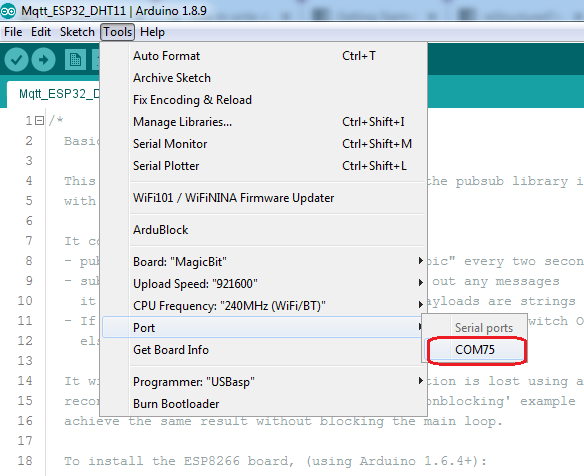 Mqtt_ESP32_DHT11 | Arduino 1.8.9
File Edit Sketch Tools Help
Mqtt_ESP32_D
Auto Format Ctrl+T
Archive Sketch
Fix Encoding & Reload
Manage Libraries... Ctrl+Shift+I
Serial Monitor Ctrl+Shift+M
Serial Plotter Ctrl+Shift+L
WiFi101 / WiFiNINA Firmware Updater
ArduBlock
Board: "MagicBit"
Upload Speed: "921600"
CPU Frequency: "240MHz (WiFi/BT)"
Port
Get Board Info
Programmer: "USBasp"
Burn Bootloader
Serial ports
COM75
1 /*
2 Basi
3
4 This the pubsub library i
5 with
6
7 It co
8 - pub pic" every two secon
9 - sub out any messages
10 it ayloads are strings
11 - If witch O
12 els
13
14 It wi tion is lost using a
15 recon onblocking' example
16 achieve the same result without blocking the main loop.
17
18 To install the ESP8266 board, (using Arduino 1.6.4+):